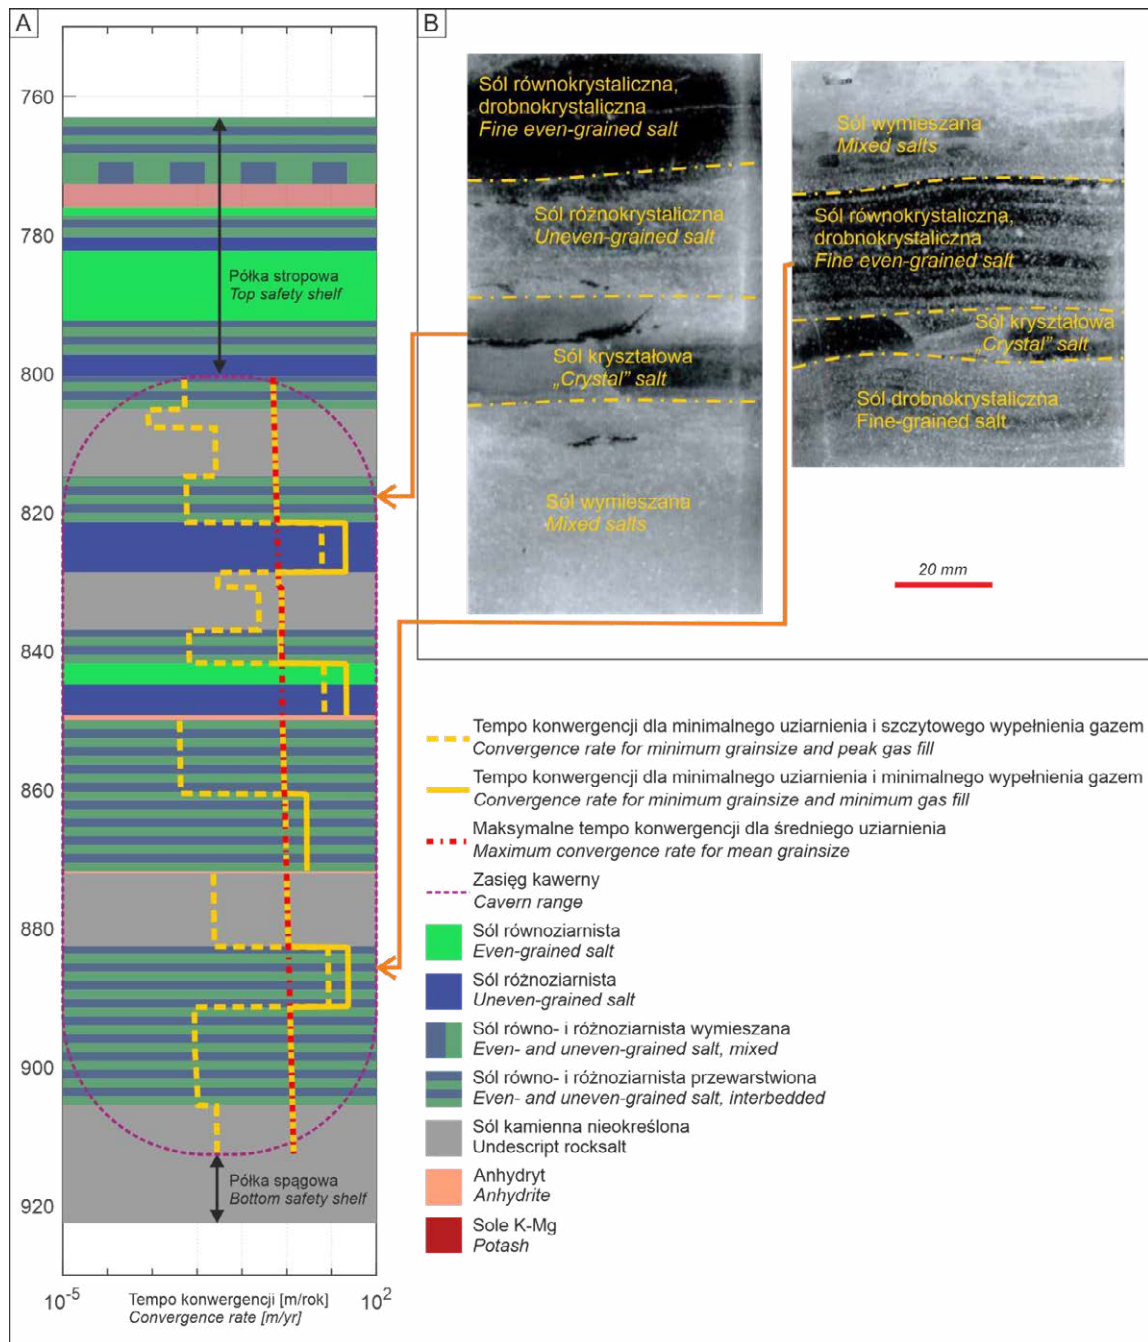 A
760
780
800
820
840
860
880
900
920
Półka stropowa
Top safety shelf
Półka spągowa
Bottom safety shelf
10-5
102
Tempo konwergencji [m/rok]
Convergence rate [m/yr]
B
Sól równokrystaliczna,
drobnokrystaliczna
Fine even-grained salt
Sól różnokrystaliczna
Uneven-grained salt
Sól kryształowa
„Crystal” salt
Sól wymieszana
Mixed salts
Sól wymieszana
Mixed salts
Sól równokrystaliczna,
drobnokrystaliczna
Fine even-grained salt
Sól kryształowa
„Crystal” salt
Sól drobnokrystaliczna
Fine-grained salt
20 mm
Tempo konwergencji dla minimalnego uziarnienia i szczytowego wypełnienia gazem
Convergence rate for minimum grainsize and peak gas fill
Tempo konwergencji dla minimalnego uziarnienia i minimalnego wypełnienia gazem
Convergence rate for minimum grainsize and minimum gas fill
Maksymalne tempo konwergencji dla średniego uziarnienia
Maximum convergence rate for mean grainsize
Zasięg kawerny
Cavern range
Sól równoziarnista
Even-grained salt
Sól różnoziarnista
Uneven-grained salt
Sól równo- i różnoziarnista wymieszana
Even- and uneven-grained salt, mixed
Sól równo- i różnoziarnista przewarstwiona
Even- and uneven-grained salt, interbedded
Sól kamienna nieokreślona
Undescript rocksalt
Anhydryt
Anhydrite
Sole K-Mg
Potash